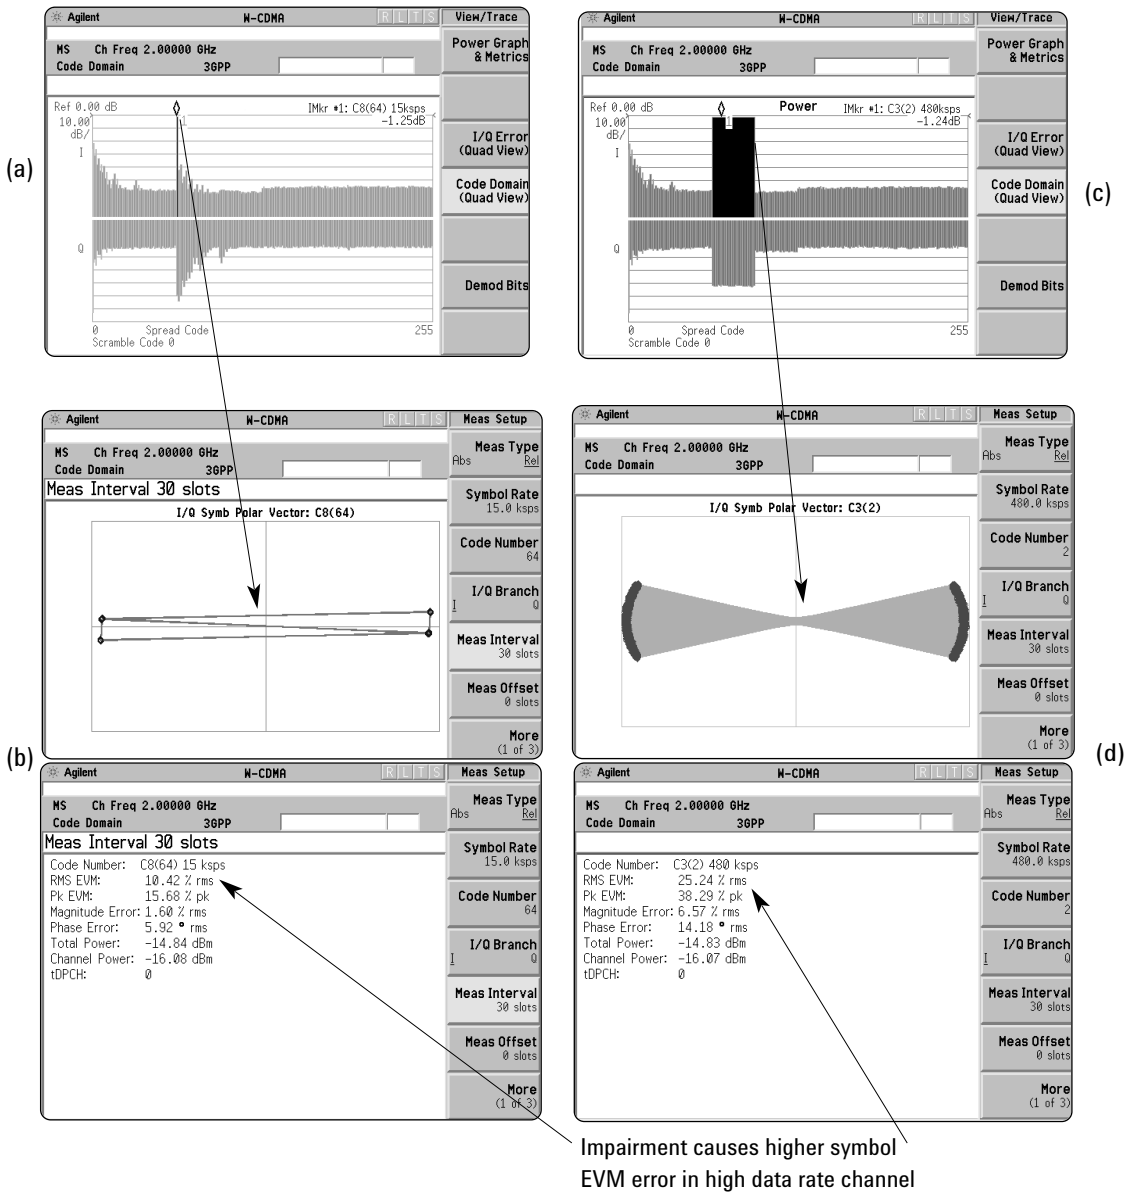 Agilent
W-CDMA
R L T S
View/Trace
MS Ch Freq 2.00000 GHz
Code Domain 3GPP
Power Graph
& Metrics
I/Q Error
(Quad View)
Code Domain
(Quad View)
Demod Bits
Ref 0.00 dB
IMkr #1: C8(64) 15ksps
-1.25dB
10.00
dB/
I
Q
1
0 Spread Code 255
Scramble Code 0
(a)
Agilent
W-CDMA
R L T S
View/Trace
MS Ch Freq 2.00000 GHz
Code Domain 3GPP
Power Graph
& Metrics
I/Q Error
(Quad View)
Code Domain
(Quad View)
Demod Bits
Ref 0.00 dB
Power
IMkr #1: C3(2) 480ksps
-1.24dB
10.00
dB/
I
Q
1
0 Spread Code 255
Scramble Code 0
(c)
Agilent
W-CDMA
R L T S
Meas Setup
MS Ch Freq 2.00000 GHz
Code Domain 3GPP
Meas Interval 30 slots
I/Q Symb Polar Vector: C8(64)
Meas Type
Abs Rel
Symbol Rate
15.0 ksps
Code Number
64
I/Q Branch
I Q
Meas Interval
30 slots
Meas Offset
0 slots
More
(1 of 3)
Agilent
W-CDMA
R L T S
Meas Setup
MS Ch Freq 2.00000 GHz
Code Domain 3GPP
I/Q Symb Polar Vector: C3(2)
Meas Type
Abs Rel
Symbol Rate
480.0 ksps
Code Number
2
I/Q Branch
I Q
Meas Interval
30 slots
Meas Offset
0 slots
More
(1 of 3)
(b)
(d)
Agilent
W-CDMA
R L T S
Meas Setup
MS Ch Freq 2.00000 GHz
Code Domain 3GPP
Meas Interval 30 slots
Code Number: C8(64) 15 ksps
RMS EVM: 10.42 % rms
Pk EVM: 15.68 % pk
Magnitude Error: 1.60 % rms
Phase Error: 5.92 ° rms
Total Power: -14.84 dBm
Channel Power: -16.08 dBm
tDPCH: 0
Meas Type
Abs Rel
Symbol Rate
15.0 ksps
Code Number
64
I/Q Branch
I Q
Meas Interval
30 slots
Meas Offset
0 slots
More
(1 of 3)
Agilent
W-CDMA
R L T S
Meas Setup
MS Ch Freq 2.00000 GHz
Code Domain 3GPP
Code Number: C3(2) 480 ksps
RMS EVM: 25.24 % rms
Pk EVM: 38.29 % pk
Magnitude Error: 6.57 % rms
Phase Error: 14.18 ° rms
Total Power: -14.83 dBm
Channel Power: -16.07 dBm
tDPCH: 0
Meas Type
Abs Rel
Symbol Rate
480.0 ksps
Code Number
2
I/Q Branch
I Q
Meas Interval
30 slots
Meas Offset
0 slots
More
(1 of 3)
Impairment causes higher symbol
EVM error in high data rate channel